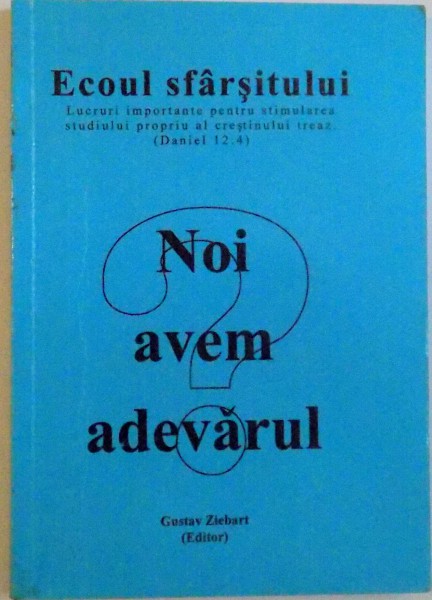 Ecoul sfârşitului
Lucruri importante pentru stimularea
studiului propriu al creştinului treaz.
(Daniel 12.4)
?
Noi
avem
adevărul
Gustav Ziebart
(Editor)